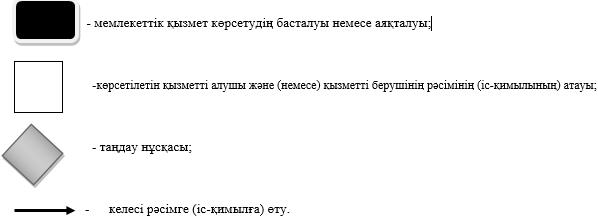 - мемлекеттік қызмет көрсетудің басталуы немесе аяқталуы;
-көрсетілетін қызметті алушы және (немесе) қызметті берушінің рәсімінің (іс-қимылының) атауы;
- таңдау нұсқасы;
- келесі рәсімге (іс-қимылға) өту.